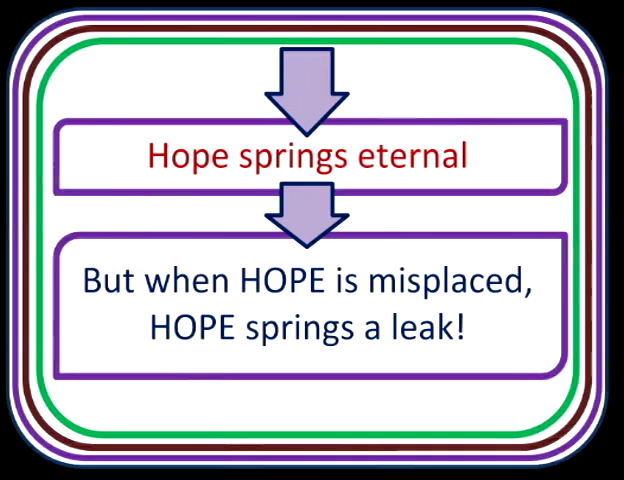 Hope springs eternal
But when HOPE is misplaced,
HOPE springs a leak!